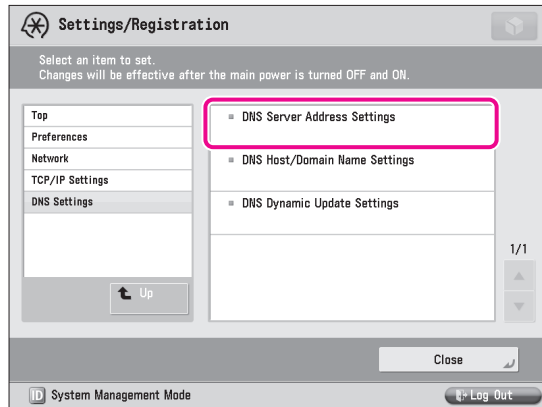 Settings/Registration
Select an item to set.
Changes will be effective after the main power is turned OFF and ON.
Top
Preferences
Network
TCP/IP Settings
DNS Settings
Up
DNS Server Address Settings
DNS Host/Domain Name Settings
DNS Dynamic Update Settings
1/1
Close
ID System Management Mode
Log Out